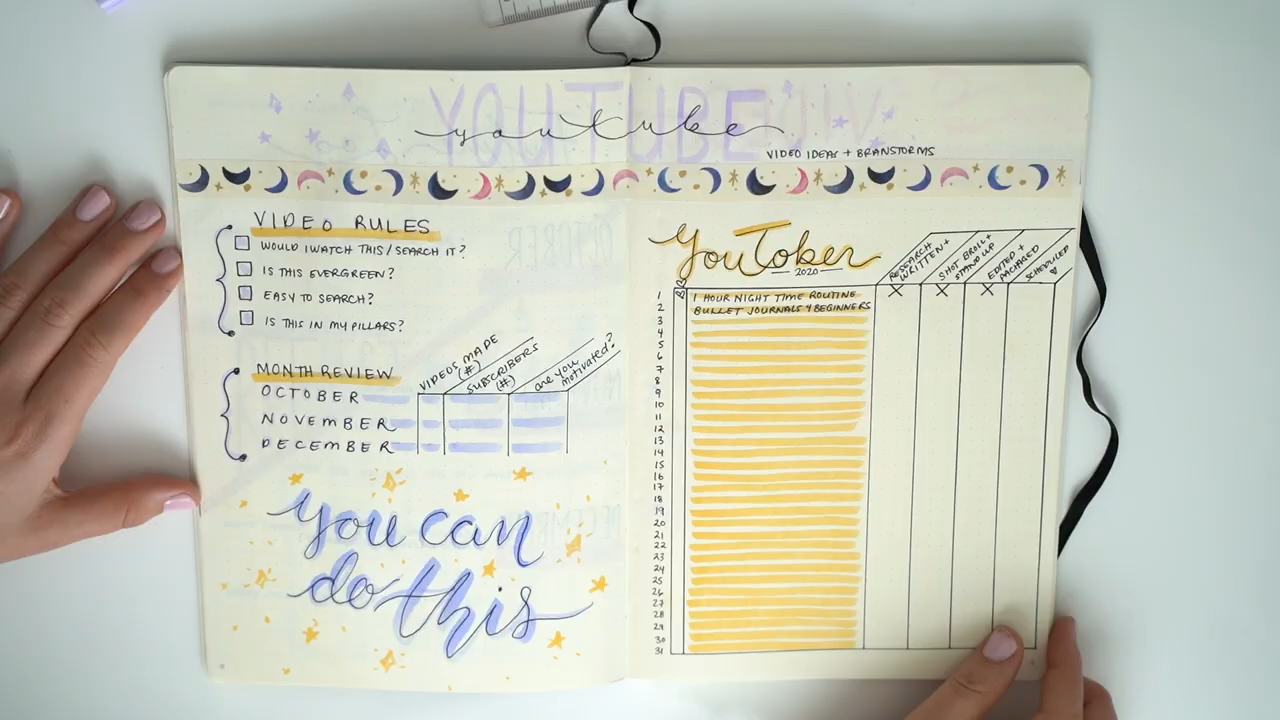 YOUTUBE
youtube
VIDEO IDEAS + BRANSTORMS
VIDEO RULES
WOULD I WATCH THIS / SEARCH IT?
IS THIS EVERGREEN?
EASY TO SEARCH?
IS THIS IN MY PILLARS?
VIDEOS MADE (#)
SUBSCRIBERS (#)
are you motivated?
MONTH REVIEW
OCTOBER
NOVEMBER
DECEMBER
you can
do this
YouTober
2020
RESEARCH + WRITTEN
SHOT BROLL + STAND UP
EDITED + PACKAGED
SCHEDULED
1 1 HOUR NIGHT TIME ROUTINE X X X
2 BULLET JOURNALS 4 BEGINNERS
3
4
5
6
7
8
9
10
11
12
13
14
15
16
17
18
19
20
21
22
23
24
25
26
27
28
29
30
31